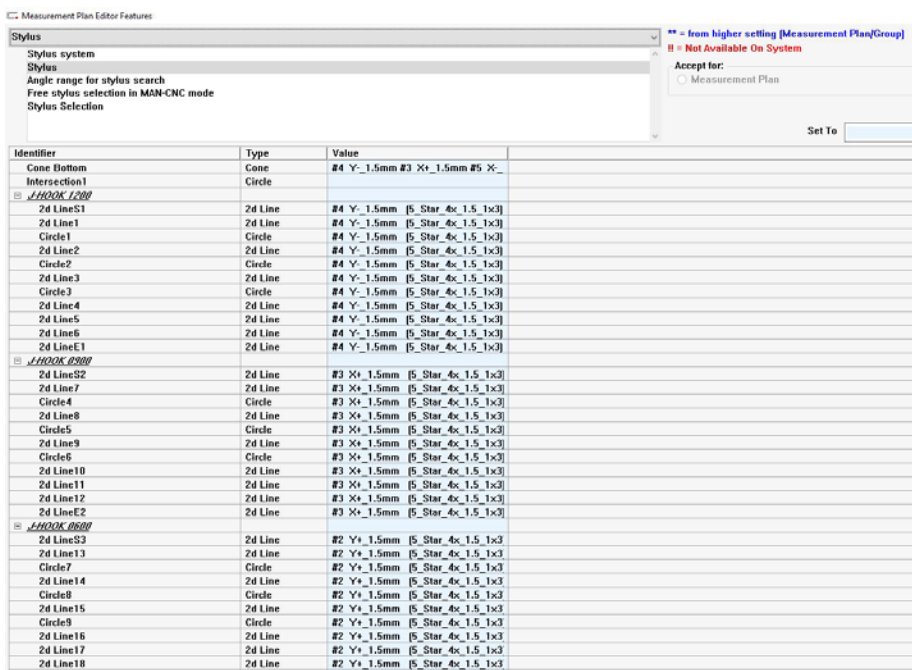 Measurement Plan Editor Features
Stylus
** = from higher setting (Measurement Plan/Group)
!! = Not Available On System
Stylus system
Stylus
Angle range for stylus search
Free stylus selection in MAN-CNC mode
Stylus Selection
Accept for:
Measurement Plan
Set To
Identifier Type Value
Cone Bottom Cone #4 Y-_1.5mm #3 X+_1.5mm #5 X-_
Intersection1 Circle
J-HOOK 1200
2d LineS1 2d Line #4 Y-_1.5mm (5_Star_4x_1.5_1x3)
2d Line1 2d Line #4 Y-_1.5mm (5_Star_4x_1.5_1x3)
Circle1 Circle #4 Y-_1.5mm (5_Star_4x_1.5_1x3)
2d Line2 2d Line #4 Y-_1.5mm (5_Star_4x_1.5_1x3)
Circle2 Circle #4 Y-_1.5mm (5_Star_4x_1.5_1x3)
2d Line3 2d Line #4 Y-_1.5mm (5_Star_4x_1.5_1x3)
Circle3 Circle #4 Y-_1.5mm (5_Star_4x_1.5_1x3)
2d Line4 2d Line #4 Y-_1.5mm (5_Star_4x_1.5_1x3)
2d Line5 2d Line #4 Y-_1.5mm (5_Star_4x_1.5_1x3)
2d Line6 2d Line #4 Y-_1.5mm (5_Star_4x_1.5_1x3)
2d LineE1 2d Line #4 Y-_1.5mm (5_Star_4x_1.5_1x3)
J-HOOK 0900
2d LineS2 2d Line #3 X+_1.5mm (5_Star_4x_1.5_1x3)
2d Line7 2d Line #3 X+_1.5mm (5_Star_4x_1.5_1x3)
Circle4 Circle #3 X+_1.5mm (5_Star_4x_1.5_1x3)
2d Line8 2d Line #3 X+_1.5mm (5_Star_4x_1.5_1x3)
Circle5 Circle #3 X+_1.5mm (5_Star_4x_1.5_1x3)
2d Line9 2d Line #3 X+_1.5mm (5_Star_4x_1.5_1x3)
Circle6 Circle #3 X+_1.5mm (5_Star_4x_1.5_1x3)
2d Line10 2d Line #3 X+_1.5mm (5_Star_4x_1.5_1x3)
2d Line11 2d Line #3 X+_1.5mm (5_Star_4x_1.5_1x3)
2d Line12 2d Line #3 X+_1.5mm (5_Star_4x_1.5_1x3)
2d LineE2 2d Line #3 X+_1.5mm (5_Star_4x_1.5_1x3)
J-HOOK 0600
2d LineS3 2d Line #2 Y+_1.5mm (5_Star_4x_1.5_1x3
2d Line13 2d Line #2 Y+_1.5mm (5_Star_4x_1.5_1x3
Circle7 Circle #2 Y+_1.5mm (5_Star_4x_1.5_1x3
2d Line14 2d Line #2 Y+_1.5mm (5_Star_4x_1.5_1x3
Circle8 Circle #2 Y+_1.5mm (5_Star_4x_1.5_1x3
2d Line15 2d Line #2 Y+_1.5mm (5_Star_4x_1.5_1x3
Circle9 Circle #2 Y+_1.5mm (5_Star_4x_1.5_1x3
2d Line16 2d Line #2 Y+_1.5mm (5_Star_4x_1.5_1x3
2d Line17 2d Line #2 Y+_1.5mm (5_Star_4x_1.5_1x3
2d Line18 2d Line #2 Y+_1.5mm (5_Star_4x_1.5_1x3